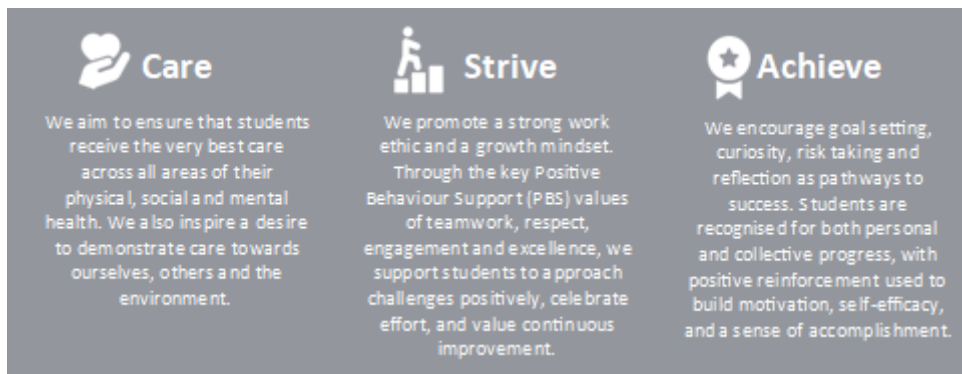 Care
We aim to ensure that students
receive the very best care
across all areas of their
physical, social and mental
health. We also inspire a desire
to demonstrate care towards
ourselves, others and the
environment.
Strive
We promote a strong work
ethic and a growth mindset.
Through the key Positive
Behaviour Support (PBS) values
of teamwork, respect,
engagement and excellence, we
support students to approach
challenges positively, celebrate
effort, and value continuous
improvement.
Achieve
We encourage goal setting,
curiosity, risk taking and
reflection as pathways to
success. Students are
recognised for both personal
and collective progress, with
positive reinforcement used to
build motivation, self-efficacy,
and a sense of accomplishment.